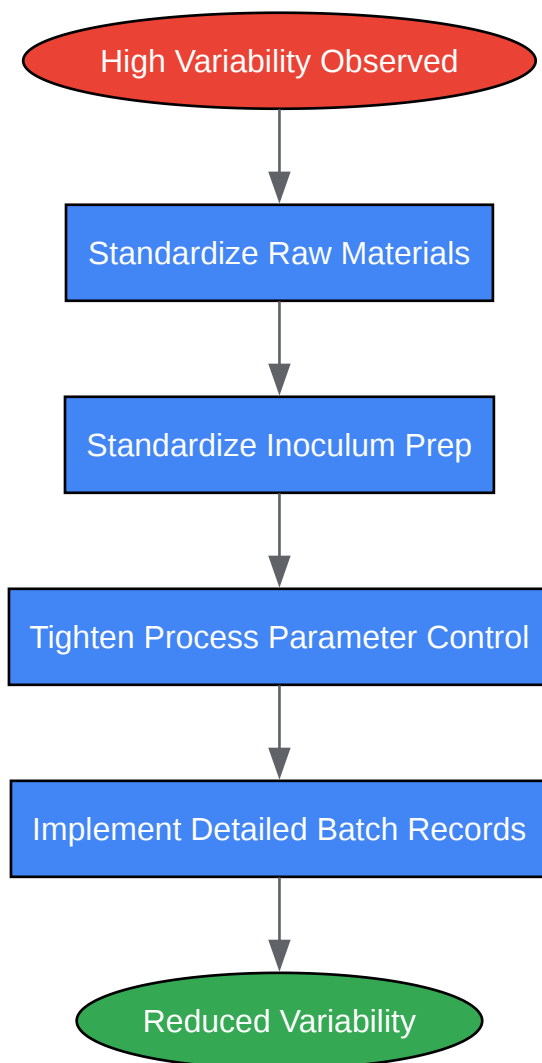 High Variability Observed
Standardize Raw Materials
Standardize Inoculum Prep
Tighten Process Parameter Control
Implement Detailed Batch Records
Reduced Variability